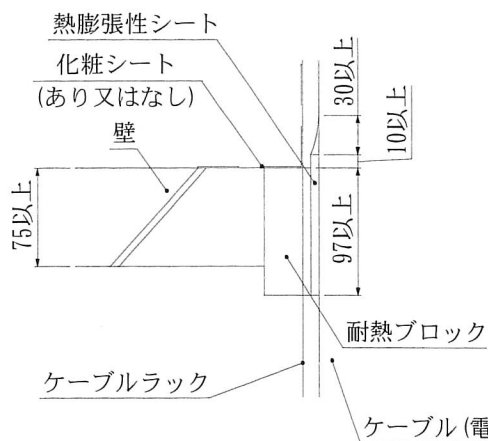 熱膨張性シート
化粧シート
(あり又はなし)
壁
30以上
10以上
75以上
97以上
耐熱ブロック
ケーブルラック
ケーブル (電